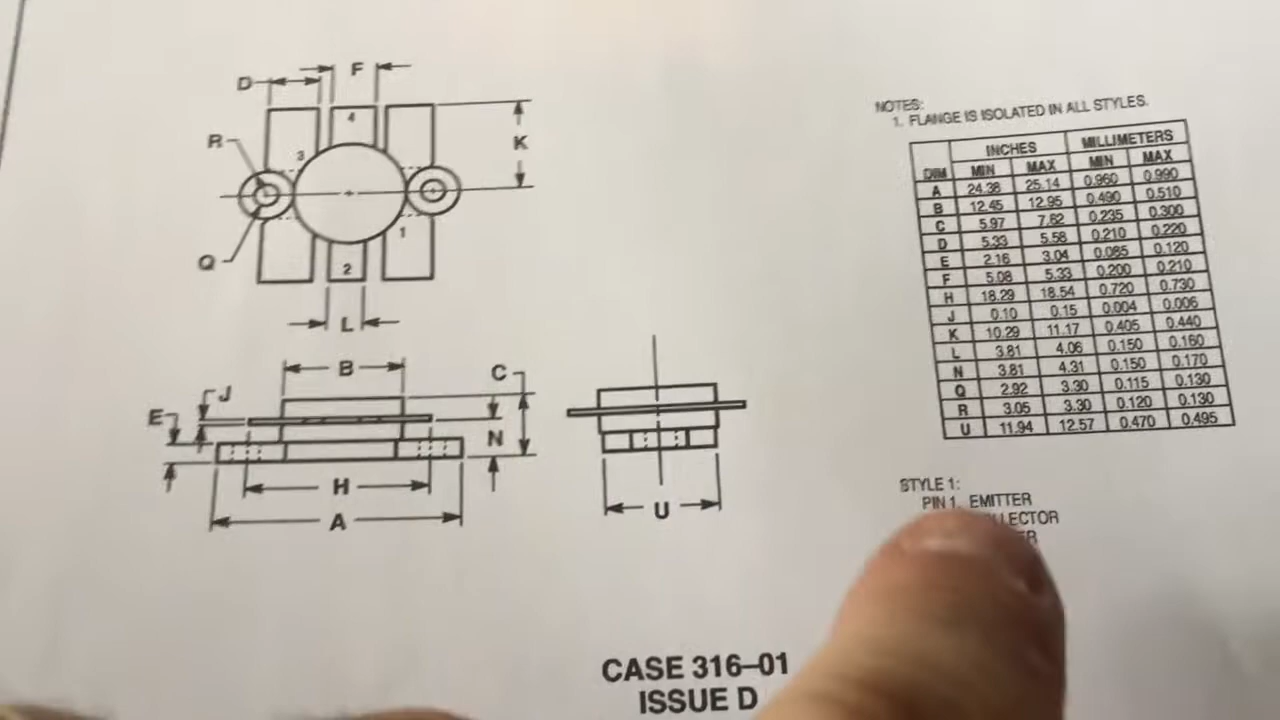 D
F
4
K
R
3
1
Q
2
L
B
C
J
E
N
H
A
U
NOTES:
1. FLANGE IS ISOLATED IN ALL STYLES.
INCHES MILLIMETERS
DIM MIN MAX MIN MAX
A 24.38 25.14 0.960 0.990
B 12.45 12.95 0.490 0.510
C 5.97 7.62 0.235 0.300
D 5.33 5.58 0.210 0.220
E 2.16 3.04 0.085 0.120
F 5.08 5.33 0.200 0.210
H 18.29 18.54 0.720 0.730
J 0.10 0.15 0.004 0.006
K 10.29 11.17 0.405 0.440
L 3.81 4.06 0.150 0.160
N 3.81 4.31 0.150 0.170
Q 2.92 3.30 0.115 0.130
R 3.05 3.30 0.120 0.130
U 11.94 12.57 0.470 0.495
STYLE 1:
PIN 1. EMITTER
CASE 316–01
ISSUE D